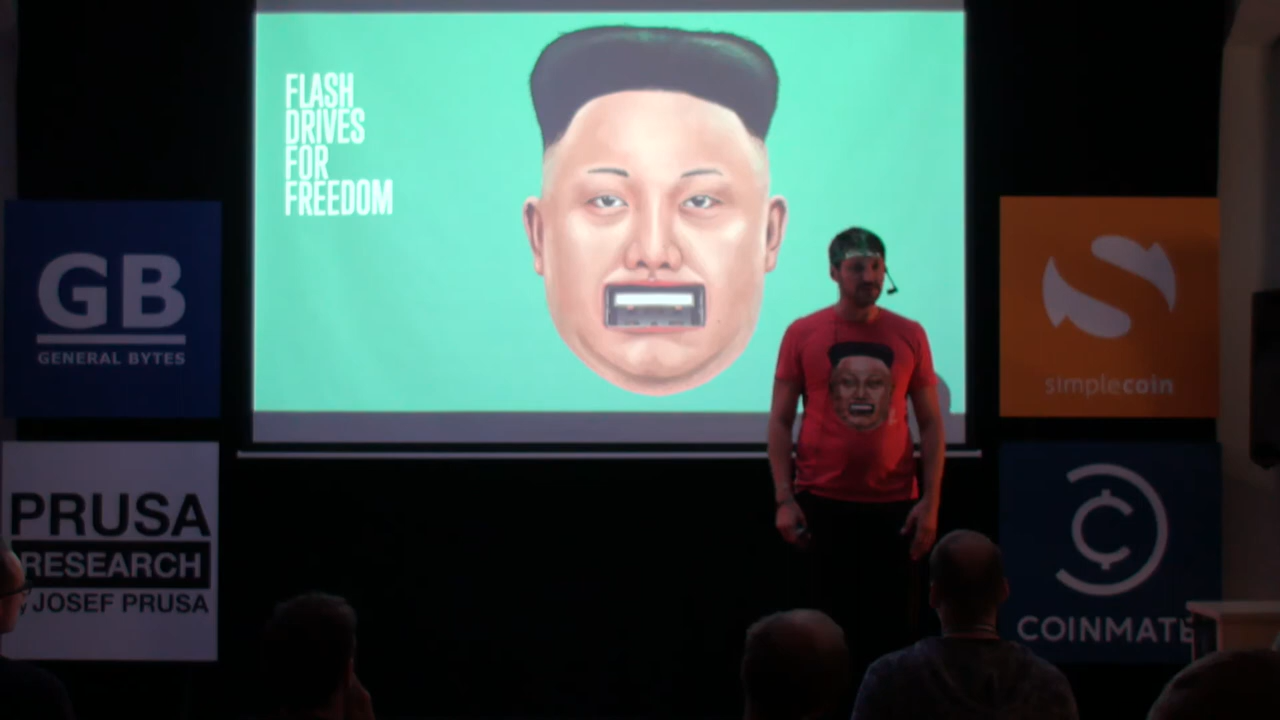 FLASH
DRIVES
FOR
FREEDOM
GB
GENERAL BYTES
PRUSA
RESEARCH
JOSEF PRUSA
simplecoin
COINMATE